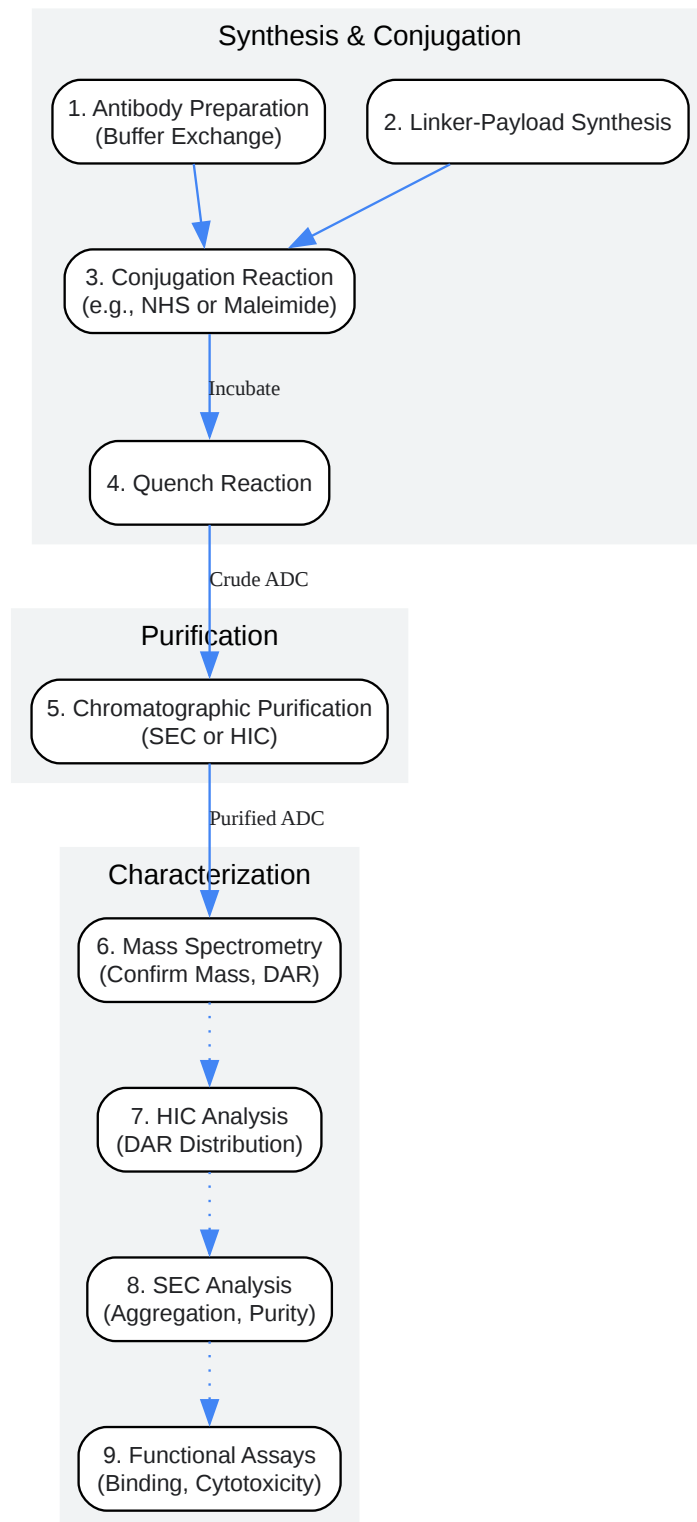 Synthesis & Conjugation
1. Antibody Preparation
(Buffer Exchange)
2. Linker-Payload Synthesis
3. Conjugation Reaction
(e.g., NHS or Maleimide)
Incubate
4. Quench Reaction
Crude ADC
Purification
5. Chromatographic Purification
(SEC or HIC)
Purified ADC
Characterization
6. Mass Spectrometry
(Confirm Mass, DAR)
7. HIC Analysis
(DAR Distribution)
8. SEC Analysis
(Aggregation, Purity)
9. Functional Assays
(Binding, Cytotoxicity)